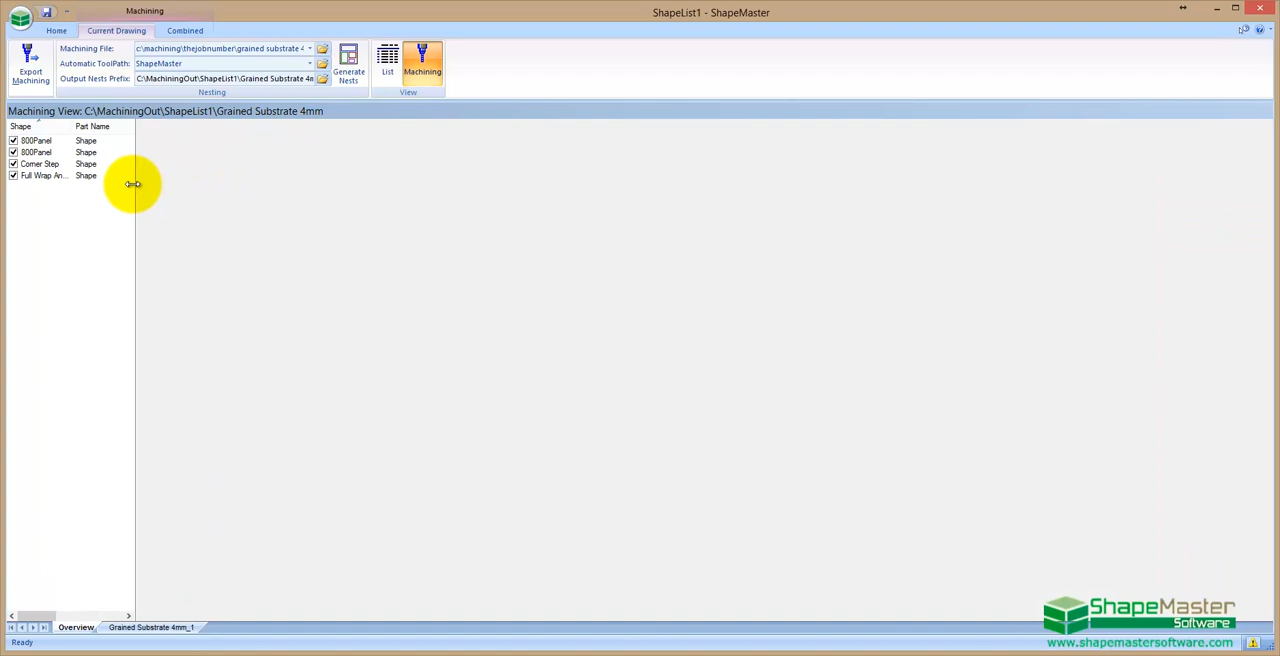 Machining
ShapeList1 - ShapeMaster
Home
Current Drawing
Combined
Export
Machining
Machining File:
c:\machining\thejobnumber\grained substrate 4
Automatic ToolPath:
ShapeMaster
Output Nests Prefix:
C:\MachiningOut\ShapeList1\Grained Substrate 4m
Generate
Nests
Nesting
List
Machining
View
Machining View: C:\MachiningOut\ShapeList1\Grained Substrate 4mm
Shape Part Name
800Panel Shape
800Panel Shape
Corner Step Shape
Full Wrap An... Shape
Overview
Grained Substrate 4mm_1
Ready
ShapeMaster
Software
www.shapemastersoftware.com